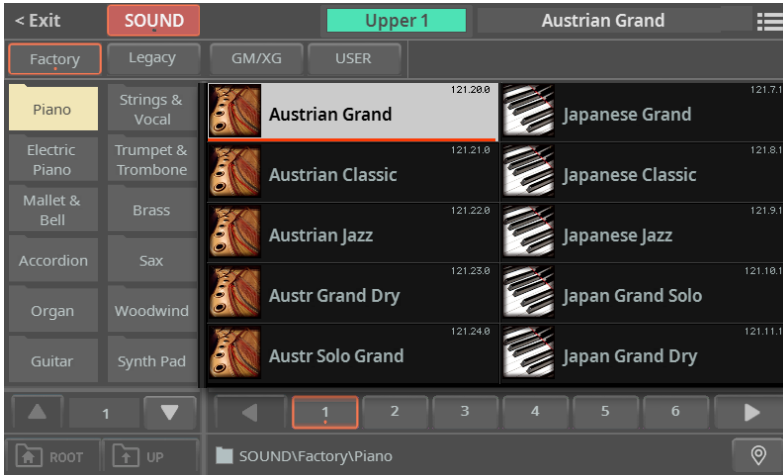 < Exit SOUND Upper 1 Austrian Grand
Factory Legacy GM/XG USER
Piano
Strings &
Vocal
Electric
Piano
Trumpet &
Trombone
Mallet &
Bell
Brass
Accordion
Sax
Organ
Woodwind
Guitar
Synth Pad
121.20.0
Austrian Grand
121.7.1
Japanese Grand
121.21.0
Austrian Classic
121.8.1
Japanese Classic
121.22.0
Austrian Jazz
121.9.1
Japanese Jazz
121.23.0
Austr Grand Dry
121.10.1
Japan Grand Solo
121.24.0
Austr Solo Grand
121.11.1
Japan Grand Dry
1
1 2 3 4 5 6
ROOT UP
SOUND\Factory\Piano